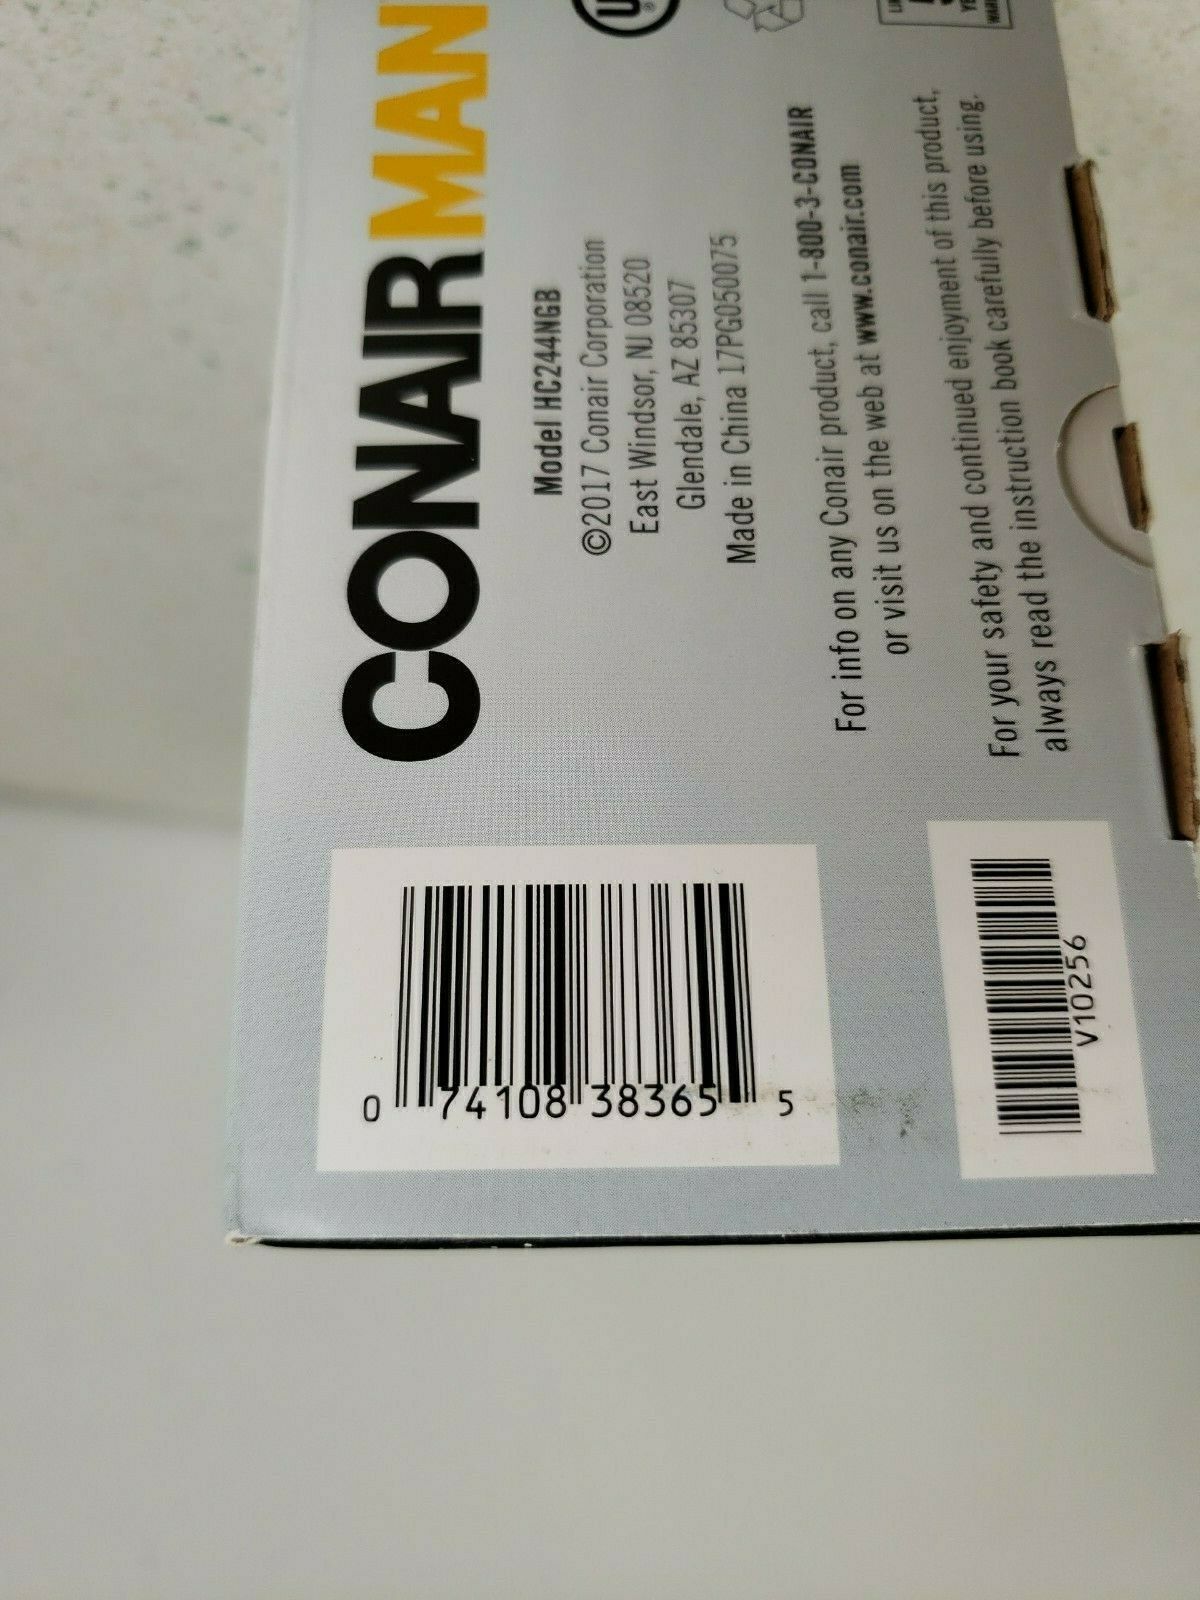 CONAIRMAN
Model HC244NGB
©2017 Conair Corporation
East Windsor, NJ 08520
Glendale, AZ 85307
Made in China 17PG050075
For info on any Conair product, call 1-800-3-CONAIR
or visit us on the web at www.conair.com
For your safety and continued enjoyment of this product,
always read the instruction book carefully before using.
0 74108 38365 5
V10256